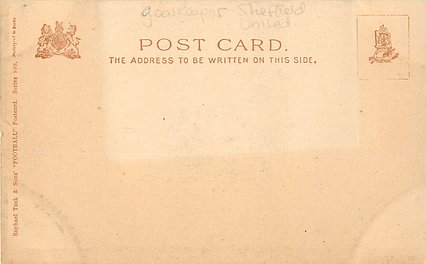 goalkeeper Sheffield
United
POST CARD.
THE ADDRESS TO BE WRITTEN ON THIS SIDE.
Raphael Tuck & Sons' "FOOTBALL" Postcard. Series